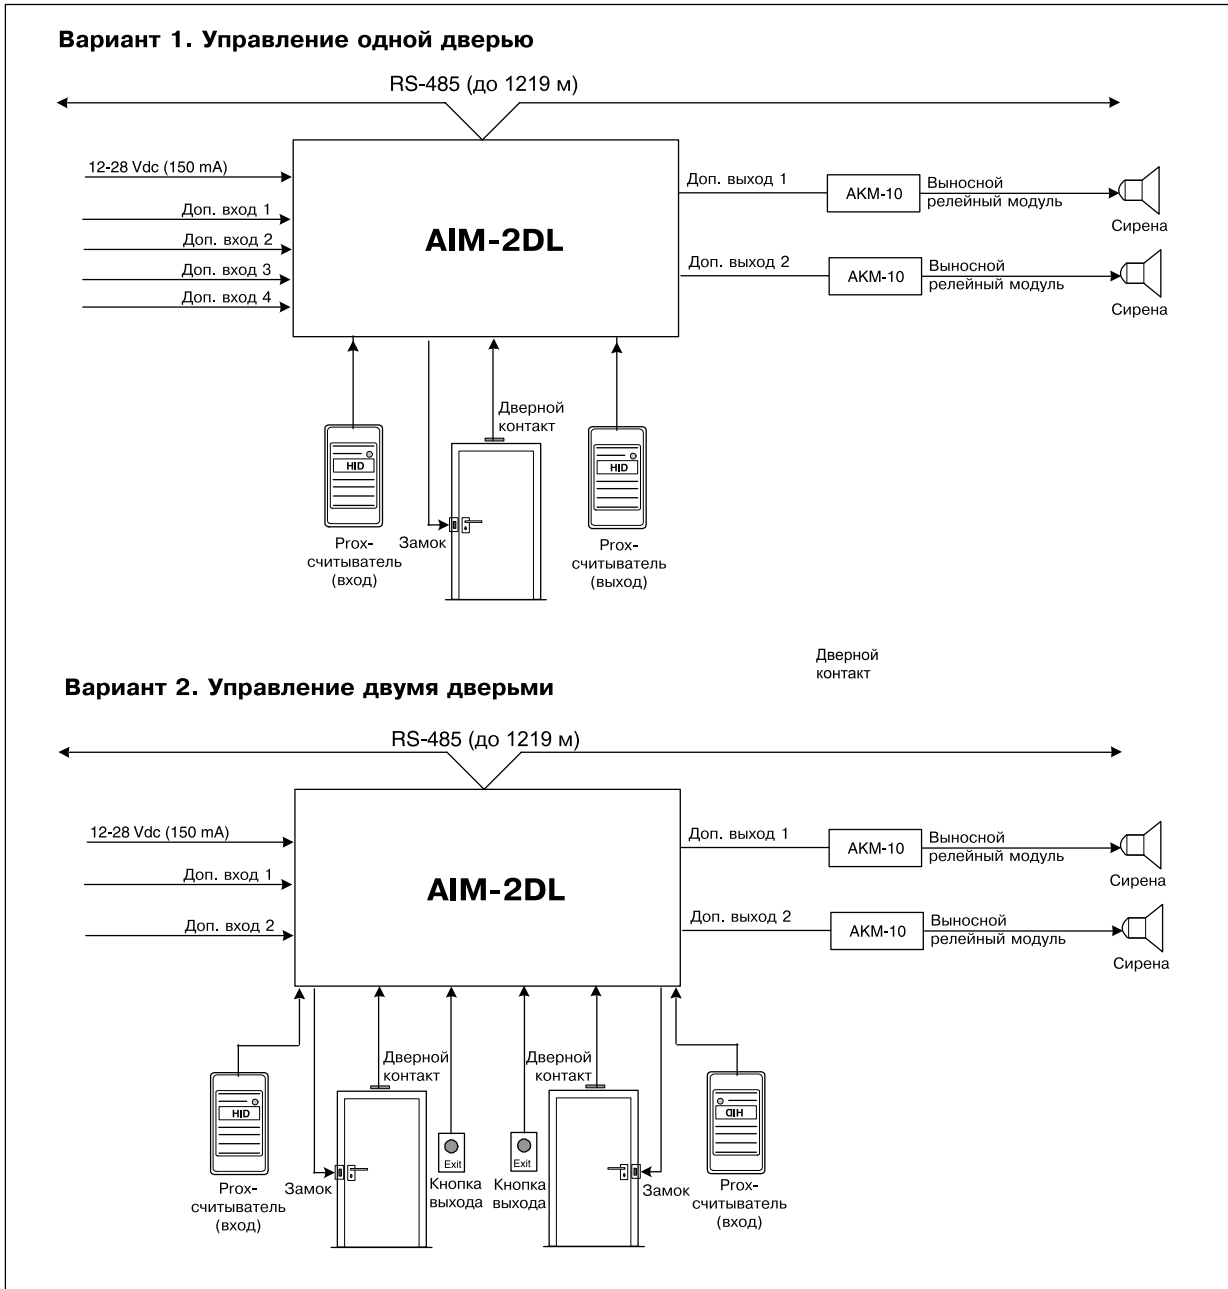 Вариант 1. Управление одной дверью
RS-485 (до 1219 м)
12-28 Vdc (150 mA)
Доп. вход 1
Доп. вход 2
Доп. вход 3
Доп. вход 4
AIM-2DL
Доп. выход 1
АКМ-10
Выносной
релейный модуль
Сирена
Доп. выход 2
АКМ-10
Выносной
релейный модуль
Сирена
HID
Prox-
считыватель
(вход)
Замок
Дверной
контакт
HID
Prox-
считыватель
(выход)
Дверной
контакт
Вариант 2. Управление двумя дверьми
RS-485 (до 1219 м)
12-28 Vdc (150 mA)
Доп. вход 1
Доп. вход 2
AIM-2DL
Доп. выход 1
АКМ-10
Выносной
релейный модуль
Сирена
Доп. выход 2
АКМ-10
Выносной
релейный модуль
Сирена
HID
Prox-
считыватель
(вход)
Замок
Дверной
контакт
Exit
Кнопка
выхода
Exit
Кнопка
выхода
Дверной
контакт
Замок
HID
Prox-
считыватель
(вход)